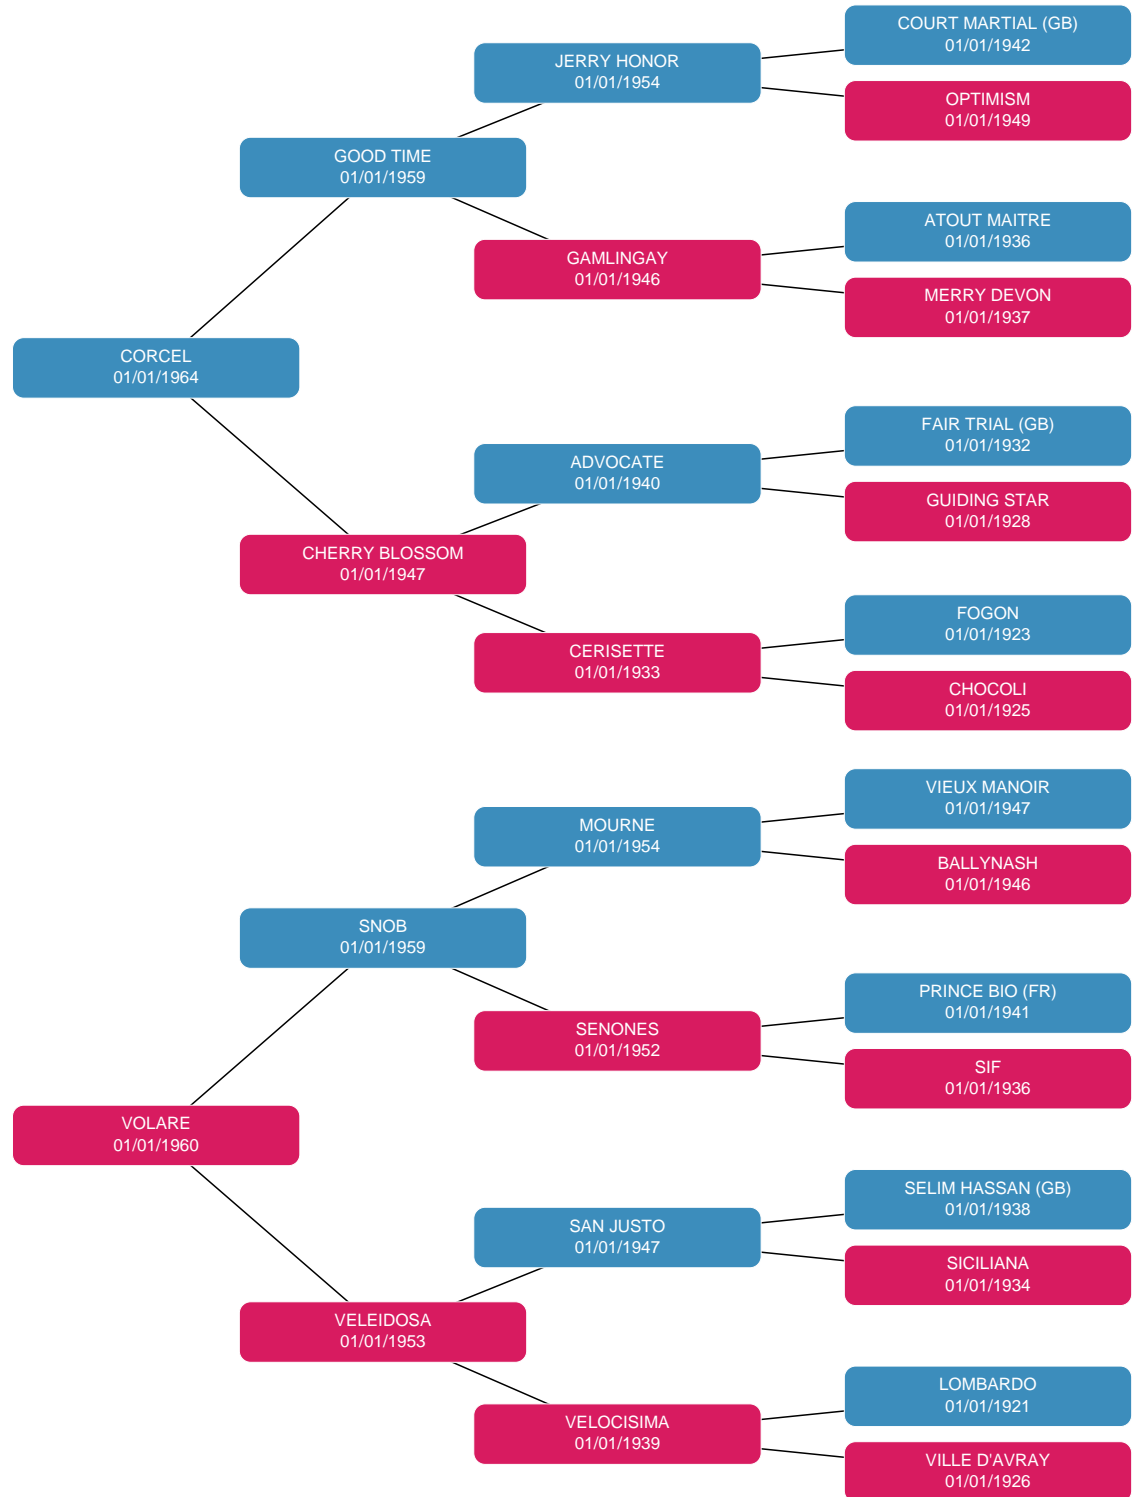 COURT MARTIAL (GB)
01/01/1942
JERRY HONOR
01/01/1954
OPTIMISM
01/01/1949
GOOD TIME
01/01/1959
ATOUT MAITRE
01/01/1936
GAMLINGAY
01/01/1946
MERRY DEVON
01/01/1937
CORCEL
01/01/1964
FAIR TRIAL (GB)
01/01/1932
ADVOCATE
01/01/1940
GUIDING STAR
01/01/1928
CHERRY BLOSSOM
01/01/1947
FOGON
01/01/1923
CERISETTE
01/01/1933
CHOCOLI
01/01/1925
VIEUX MANOIR
01/01/1947
MOURNE
01/01/1954
BALLYNASH
01/01/1946
SNOB
01/01/1959
PRINCE BIO (FR)
01/01/1941
SENONES
01/01/1952
SIF
01/01/1936
VOLARE
01/01/1960
SELIM HASSAN (GB)
01/01/1938
SAN JUSTO
01/01/1947
SICILIANA
01/01/1934
VELEIDOSA
01/01/1953
LOMBARDO
01/01/1921
VELOCISIMA
01/01/1939
VILLE D'AVRAY
01/01/1926